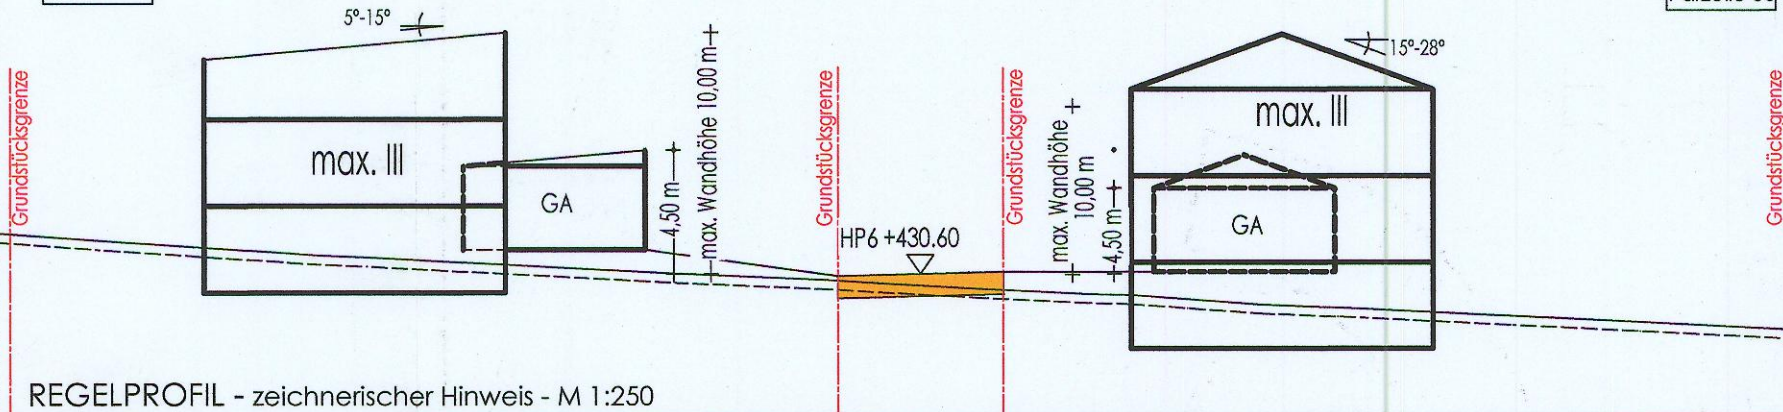 5°-15°
15°-28°
max. III
GA
4,50 m
max. Wandhöhe 10,00 m
Grundstücksgrenze
Grundstücksgrenze
HP6 +430.60
Grundstücksgrenze
max. Wandhöhe
10,00 m
4,50 m
max. III
GA
Grundstücksgrenze
REGELPROFIL - zeichnerischer Hinweis - M 1:250